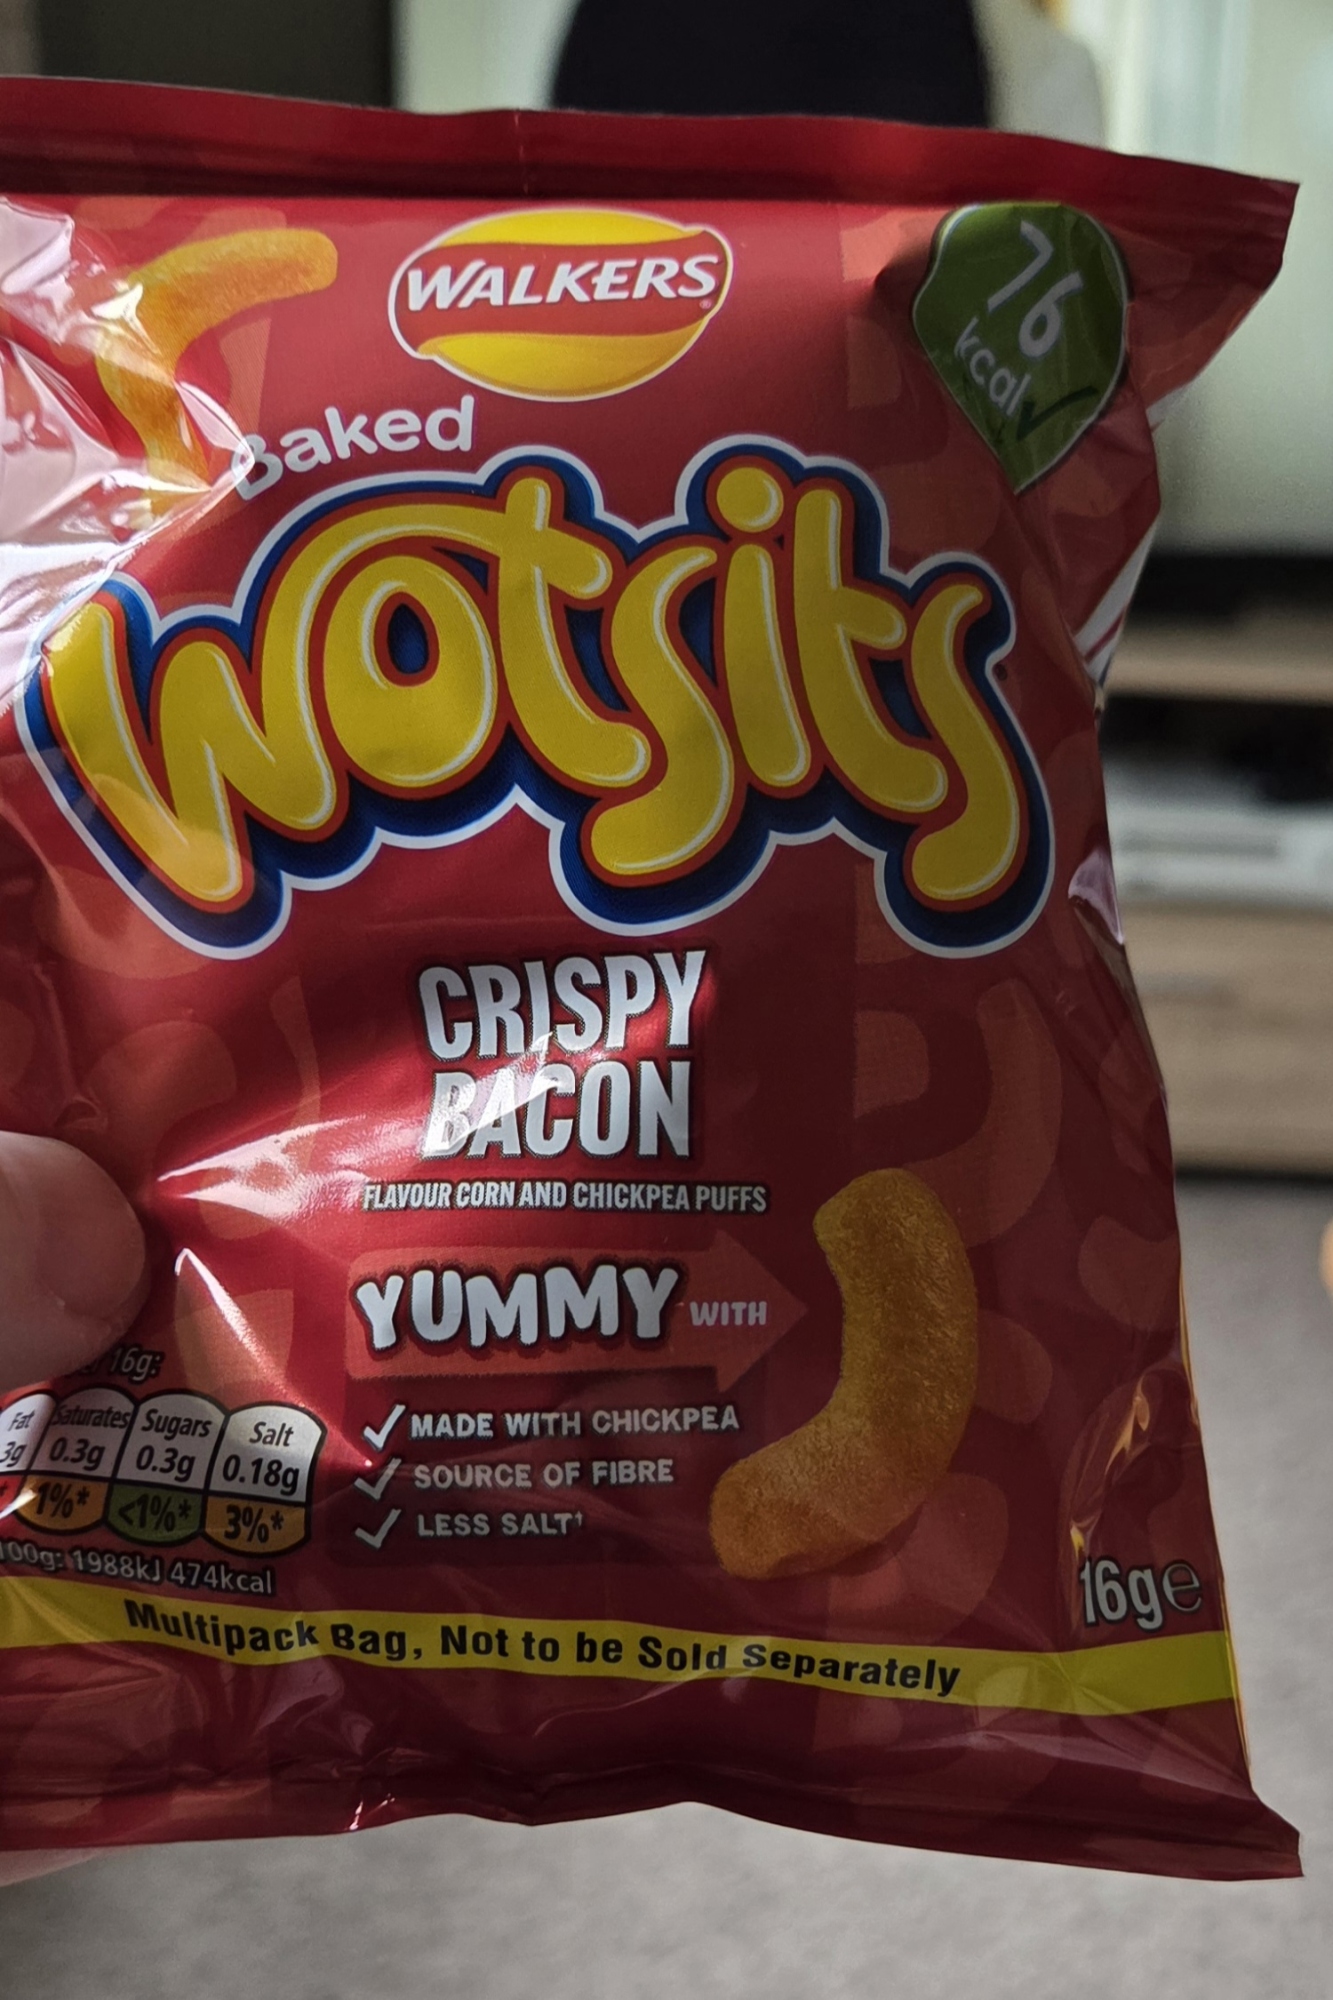 WALKERS
76
kcal
Baked
Wotsits
CRISPY
BACON
FLAVOUR CORN AND CHICKPEA PUFFS
YUMMY WITH
MADE WITH CHICKPEA
SOURCE OF FIBRE
LESS SALT†
16g:
Fat Saturates Sugars Salt
3g 0.3g 0.3g 0.18g
* 1%* <1%* 3%*
100g: 1988kJ 474kcal
16g℮
Multipack Bag, Not to be Sold Separately